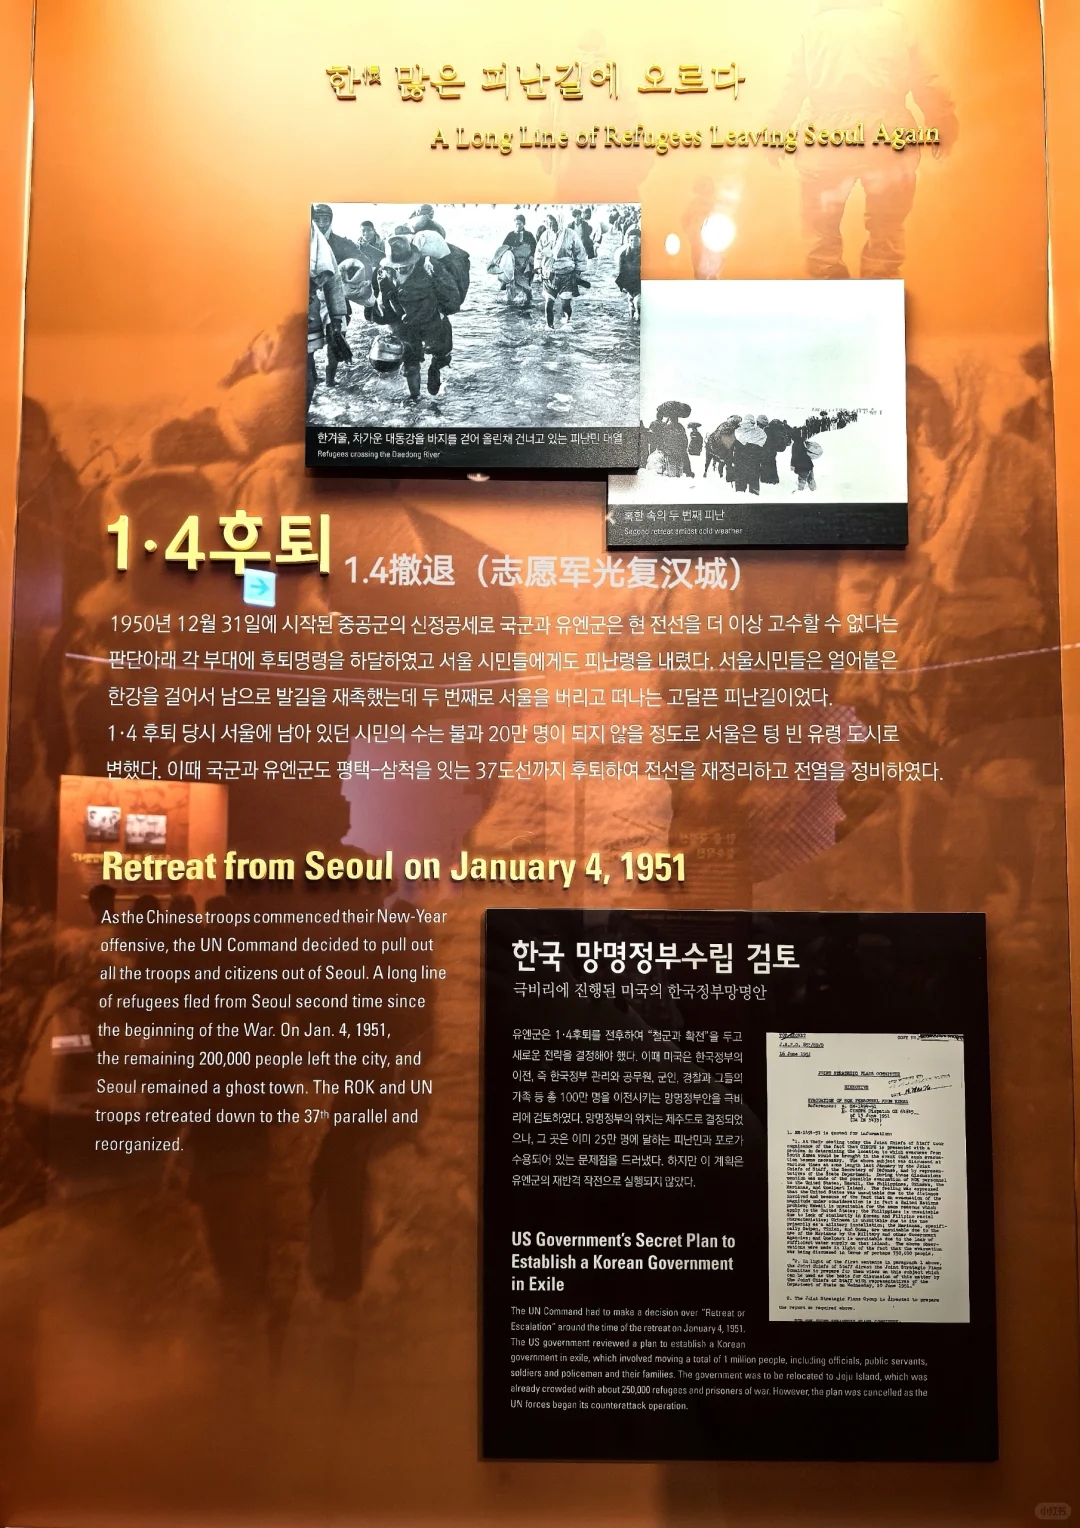 한恨 많은 피난길에 오르다
A Long Line of Refugees Leaving Seoul Again
한겨울, 차가운 대동강을 바지를 걷어 올린채 건너고 있는 피난민 대열
Refugees crossing the Daedong River
혹한 속의 두 번째 피난
Second retreat amidst cold weather
1·4후퇴
1.4撤退（志愿军光复汉城）
1950년 12월 31일에 시작된 중공군의 신정공세로 국군과 유엔군은 현 전선을 더 이상 고수할 수 없다는
판단아래 각 부대에 후퇴명령을 하달하였고 서울 시민들에게도 피난령을 내렸다. 서울시민들은 얼어붙은
한강을 걸어서 남으로 발길을 재촉했는데 두 번째로 서울을 버리고 떠나는 고달픈 피난길이었다.
1·4 후퇴 당시 서울에 남아 있던 시민의 수는 불과 20만 명이 되지 않을 정도로 서울은 텅 빈 유령 도시로
변했다. 이때 국군과 유엔군도 평택-삼척을 잇는 37도선까지 후퇴하여 전선을 재정리하고 전열을 정비하였다.
Retreat from Seoul on January 4, 1951
As the Chinese troops commenced their New-Year
offensive, the UN Command decided to pull out
all the troops and citizens out of Seoul. A long line
of refugees fled from Seoul second time since
the beginning of the War. On Jan. 4, 1951,
the remaining 200,000 people left the city, and
Seoul remained a ghost town. The ROK and UN
troops retreated down to the 37th parallel and
reorganized.
한국 망명정부수립 검토
극비리에 진행된 미국의 한국정부망명안
유엔군은 1·4후퇴를 전후하여 “철군과 확전”을 두고
새로운 전략을 결정해야 했다. 이때 미국은 한국정부의
이전, 즉 한국정부 관리와 공무원, 군인, 경찰과 그들의
가족 등 총 100만 명을 이전시키는 망명정부안을 극비
리에 검토하였다. 망명정부의 위치는 제주도로 결정되었
으나, 그 곳은 이미 25만 명에 달하는 피난민과 포로가
수용되어 있는 문제점을 드러냈다. 하지만 이 계획은
유엔군의 재반격 작전으로 실행되지 않았다.
US Government's Secret Plan to
Establish a Korean Government
in Exile
The UN Command had to make a decision over “Retreat or
Escalation” around the time of the retreat on January 4, 1951.
The US government reviewed a plan to establish a Korean
government in exile, which involved moving a total of 1 million people, including officials, public servants,
soldiers and policemen and their families. The government was to be relocated to Jeju Island, which was
already crowded with about 250,000 refugees and prisoners of war. However, the plan was cancelled as the
UN forces began its counterattack operation.
JOINT STRATEGIC PLANS COMMITTEE
DIRECTIVE
EVACUATION OF ROK PERSONNEL FROM KOREA
小红书